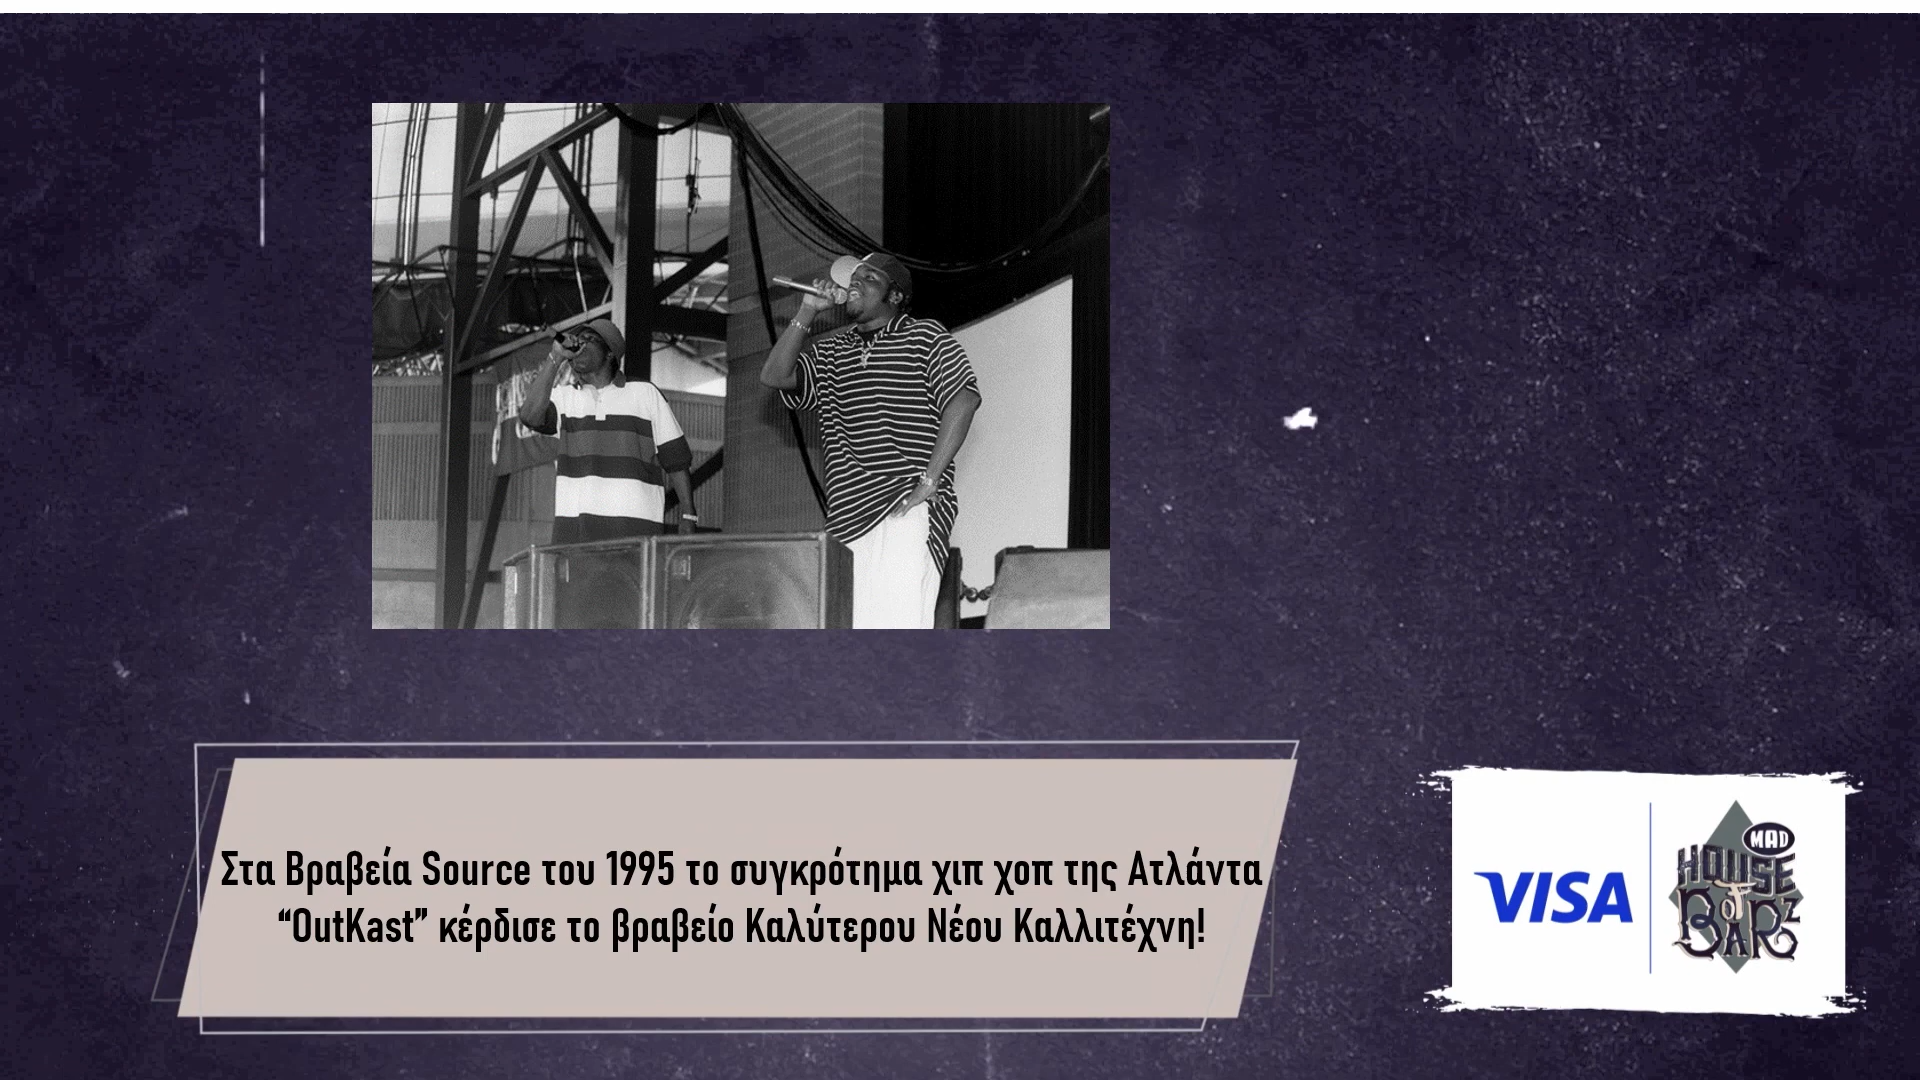 Στα Βραβεία Source του 1995 το συγκρότημα χιπ χοπ της Ατλάντα
“OutKast” κέρδισε το βραβείο Καλύτερου Νέου Καλλιτέχνη!
VISA
MAD
HOUSE
OF
BARZ